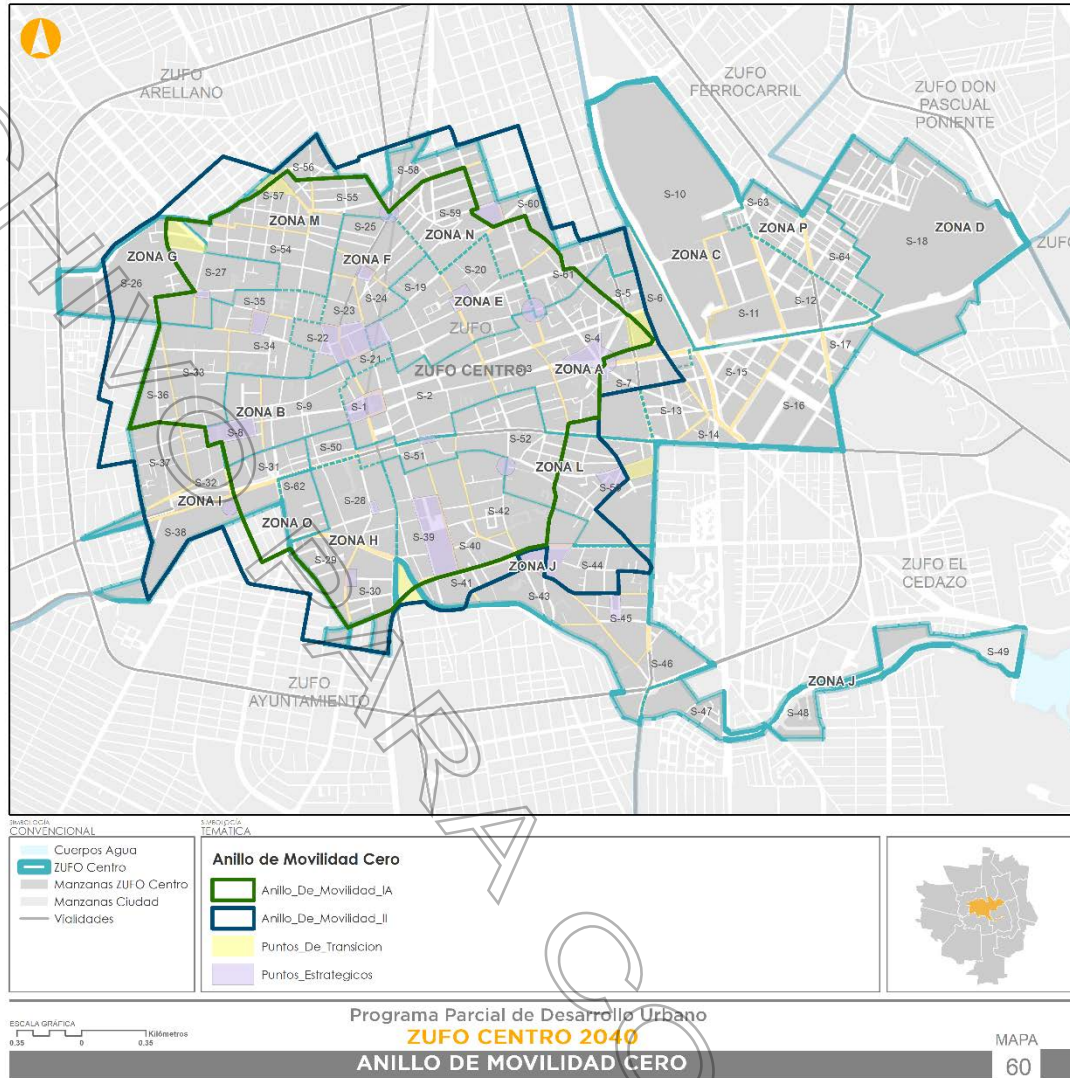 ZUFO
ARELLANO
ZUFO
FERROCARRIL
ZUFO DON
PASCUAL
PONIENTE
S-56
S-58
S-57
S-55
S-10
S-63
S-60
ZONA M
S-59
ZONA P
ZONA D
S-25
ZONA N
S-18
S-54
ZONA G
ZONA F
ZONA C
S-64
S-26
S-27
S-20
S-61
S-19
S-24
S-5
S-6
S-12
S-35
ZONA E
S-23
S-11
ZUFO
S-22
S-4
S-34
S-17
S-21
ZUFO CENTRO
S-3
ZONA A
S-33
S-15
S-7
S-36
S-2
S-9
S-1
S-16
ZONA B
S-13
S-8
S-14
S-52
S-50
S-51
S-37
S-31
ZONA L
S-32
S-62
ZONA I
S-28
S-42
ZONA O
S-38
S-39
ZONA H
S-40
S-29
ZONA J
S-44
ZUFO EL
CEDAZO
S-30
S-41
S-43
S-45
S-49
S-46
ZUFO
AYUNTAMIENTO
ZONA J
S-47
S-48
SIMBOLOGÍA
CONVENCIONAL
Cuerpos Agua
ZUFO Centro
Manzanas ZUFO Centro
Manzanas Ciudad
Vialidades
SIMBOLOGÍA
TEMATICA
Anillo de Movilidad Cero
Anillo_De_Movilidad_IA
Anillo_De_Movilidad_II
Puntos_De_Transicion
Puntos_Estrategicos
ESCALA GRÁFICA
0.35 0 0.35
Kilómetros
Programa Parcial de Desarrollo Urbano
ZUFO CENTRO 2040
ANILLO DE MOVILIDAD CERO
MAPA
60